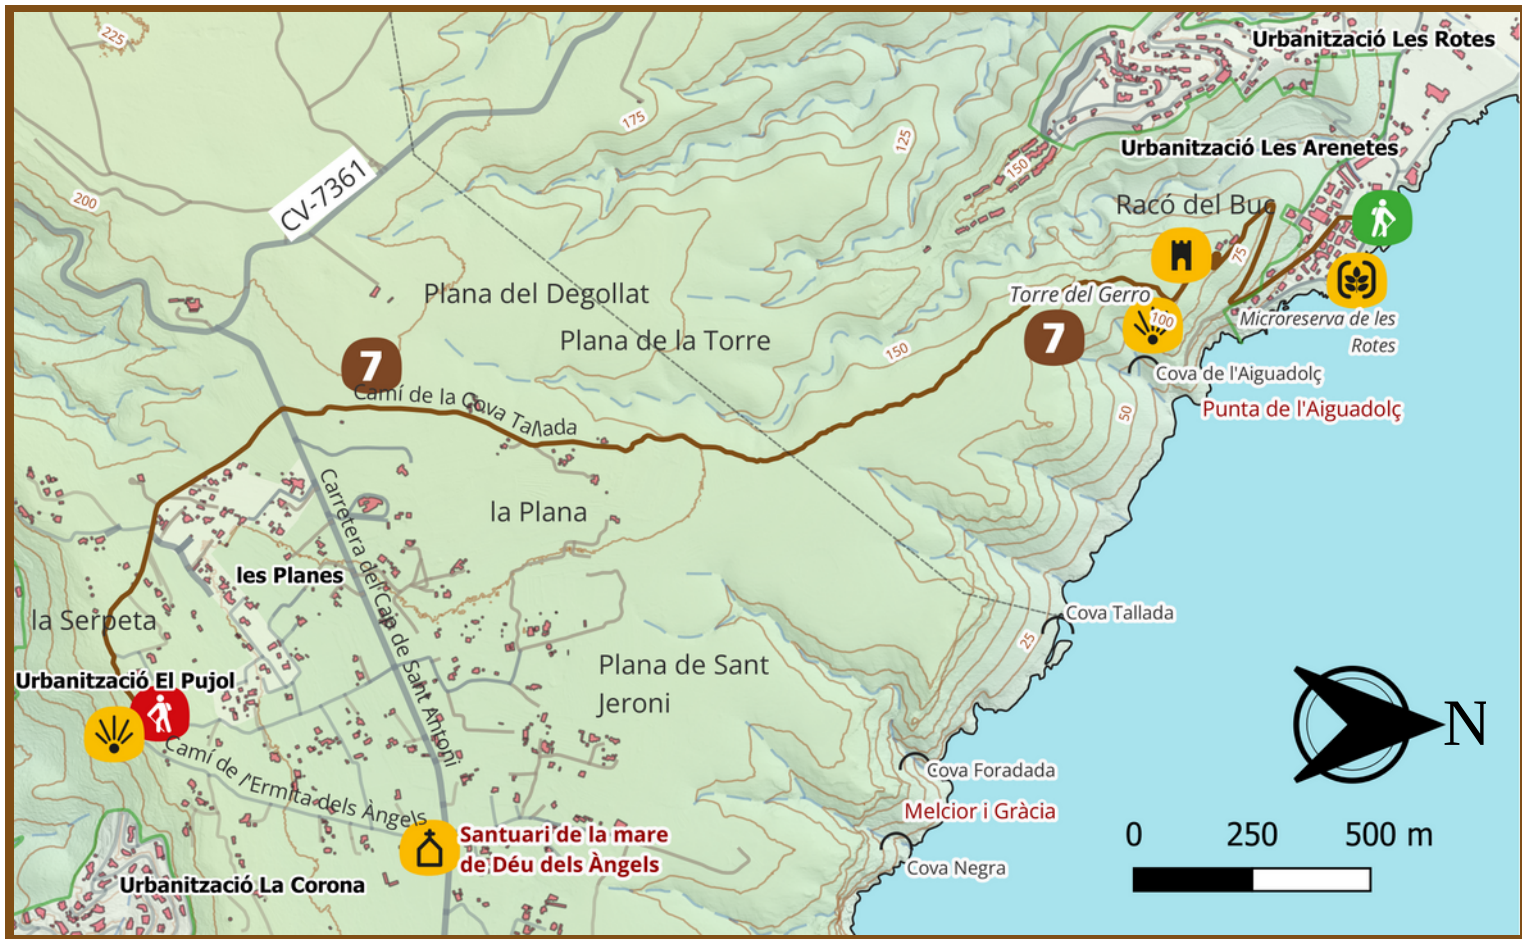 225
Urbanització Les Rotes
175
125
Urbanització Les Arenetes
150
CV-7361
200
Racó del Buc
75
Plana del Degollat
Torre del Gerro
100
7
Microreserva de les
Rotes
Plana de la Torre
150
7
Cova de l'Aiguadolç
Camí de la Cova Tallada
50
Punta de l'Aiguadolç
la Plana
Carretera del Cap de Sant Antoni
les Planes
la Serpeta
Cova Tallada
25
Plana de Sant
Jeroni
Urbanització El Pujol
N
Camí de l'Ermita dels Àngels
Cova Foradada
Melcior i Gràcia
Santuari de la mare
de Déu dels Àngels
0 250 500 m
Cova Negra
Urbanització La Corona